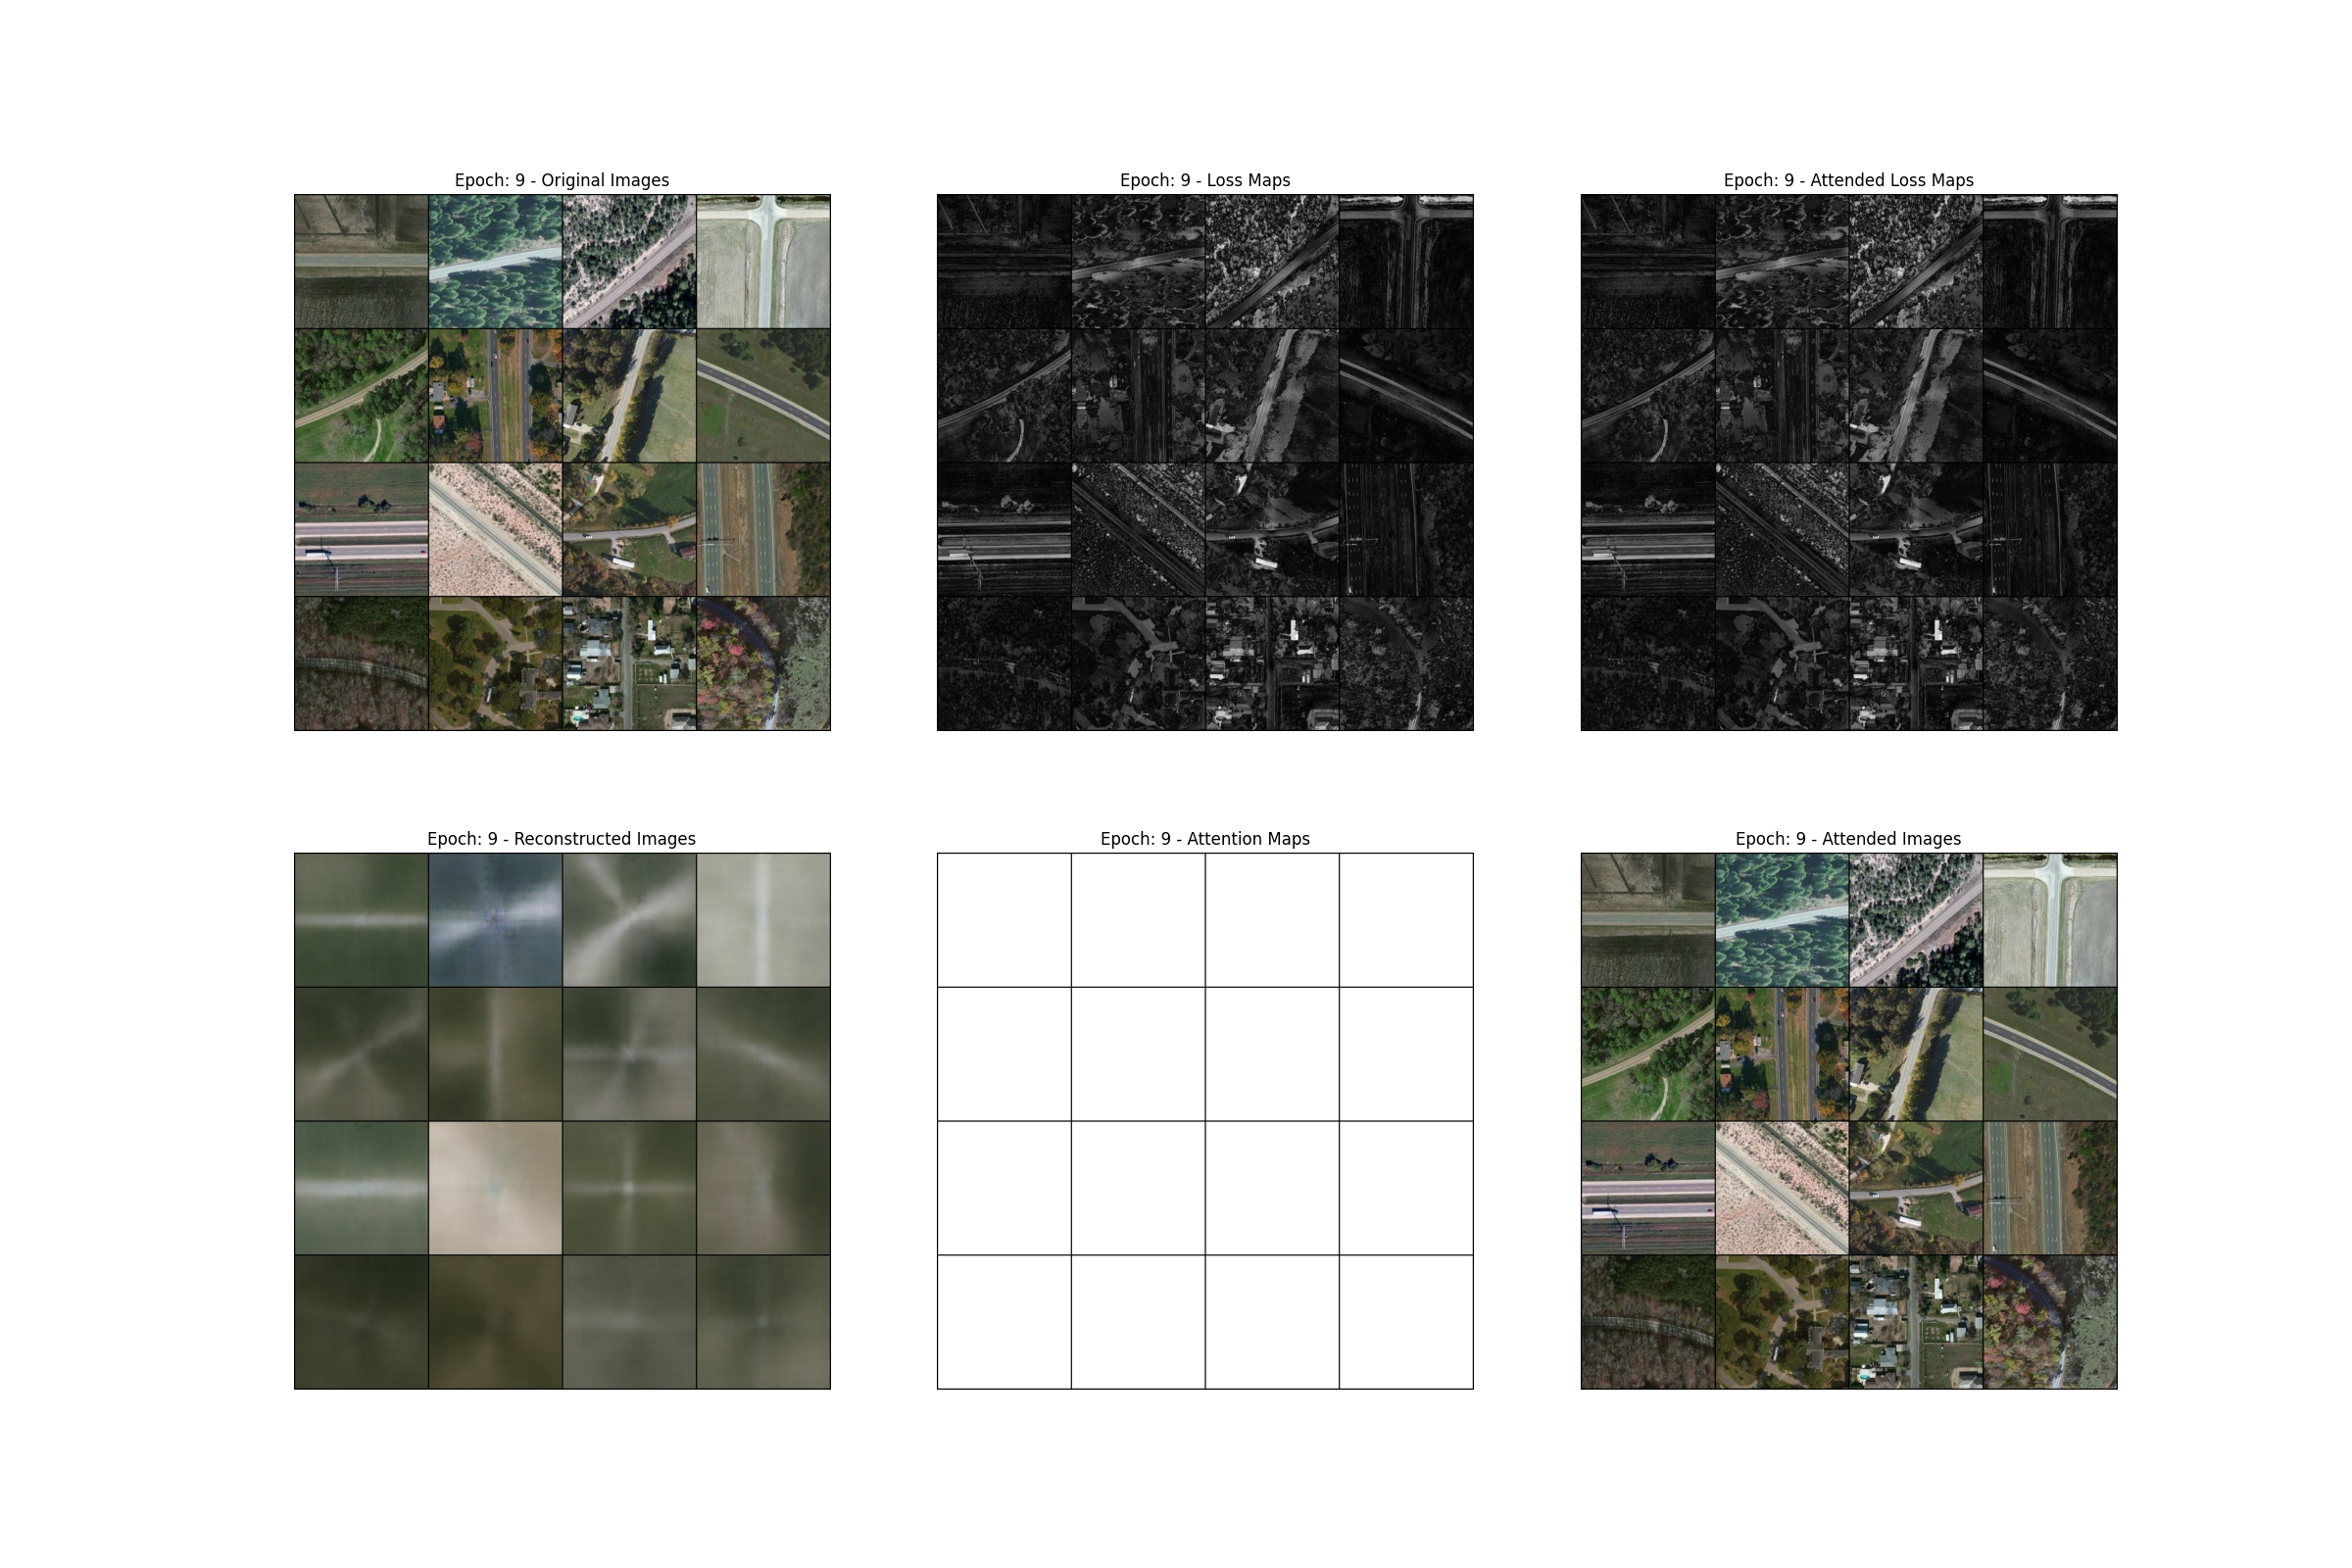 Epoch: 9 - Original Images
Epoch: 9 - Loss Maps
Epoch: 9 - Attended Loss Maps
Epoch: 9 - Reconstructed Images
Epoch: 9 - Attention Maps
Epoch: 9 - Attended Images